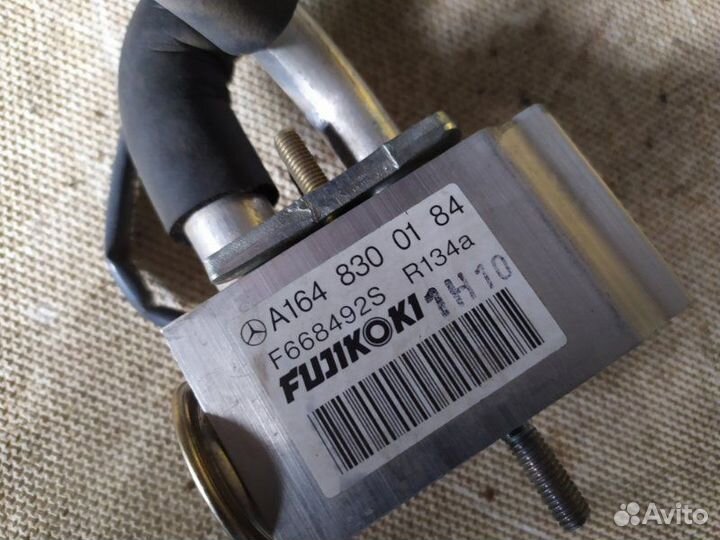 A164 830 01 84
F668492S R134a
FUJIKOKI 1H10
Avito